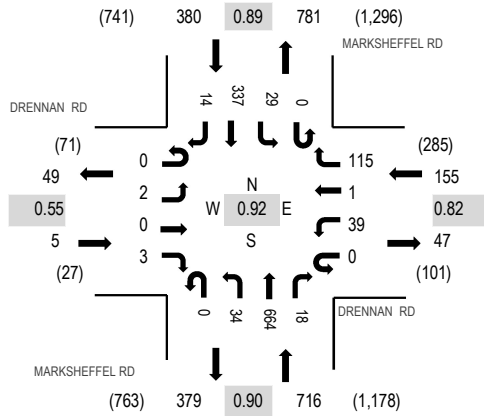 (741) 380 0.89 781 (1,296)
MARKSHEFFEL RD
DRENNAN RD
14 337 29 0
(71)
49
0.55
5
(27)
0
2
0
3
N
W 0.92 E
S
115
1
39
0
(285)
155
0.82
47
(101)
0 34 664 18
DRENNAN RD
MARKSHEFFEL RD
(763) 379 0.90 716 (1,178)